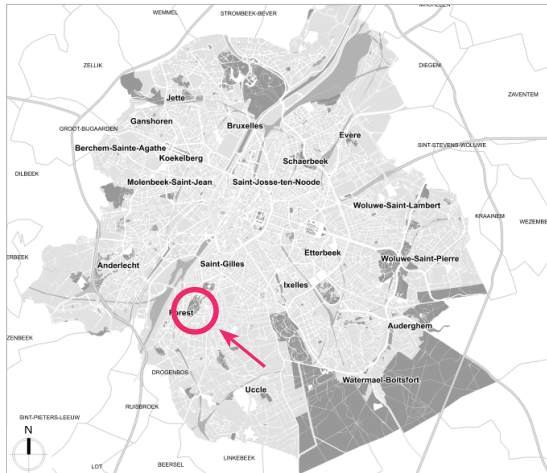 WEMMEL
STROMBEEK-BEVER
MACHELEN
ZELLIK
DIEGEM
ZAVENTEM
Jette
Ganshoren
Bruxelles
GROOT-BIJGAARDEN
Evere
SINT-STEVENS-WOLUWE
Berchem-Sainte-Agathe
Koekelberg
Schaerbeek
DILBEEK
Molenbeek-Saint-Jean
Saint-Josse-ten-Noode
Woluwe-Saint-Lambert
KRAAINEM
WEZEMBE
ERBEEK
Anderlecht
Saint-Gilles
Etterbeek
Woluwe-Saint-Pierre
Ixelles
Forest
Auderghem
ZENBEEK
DROGENBOS
Watermael-Boitsfort
Uccle
RUISBROEK
SINT-PIETERS-LEEUW
N
LINKEBEEK
LOT
BEERSEL